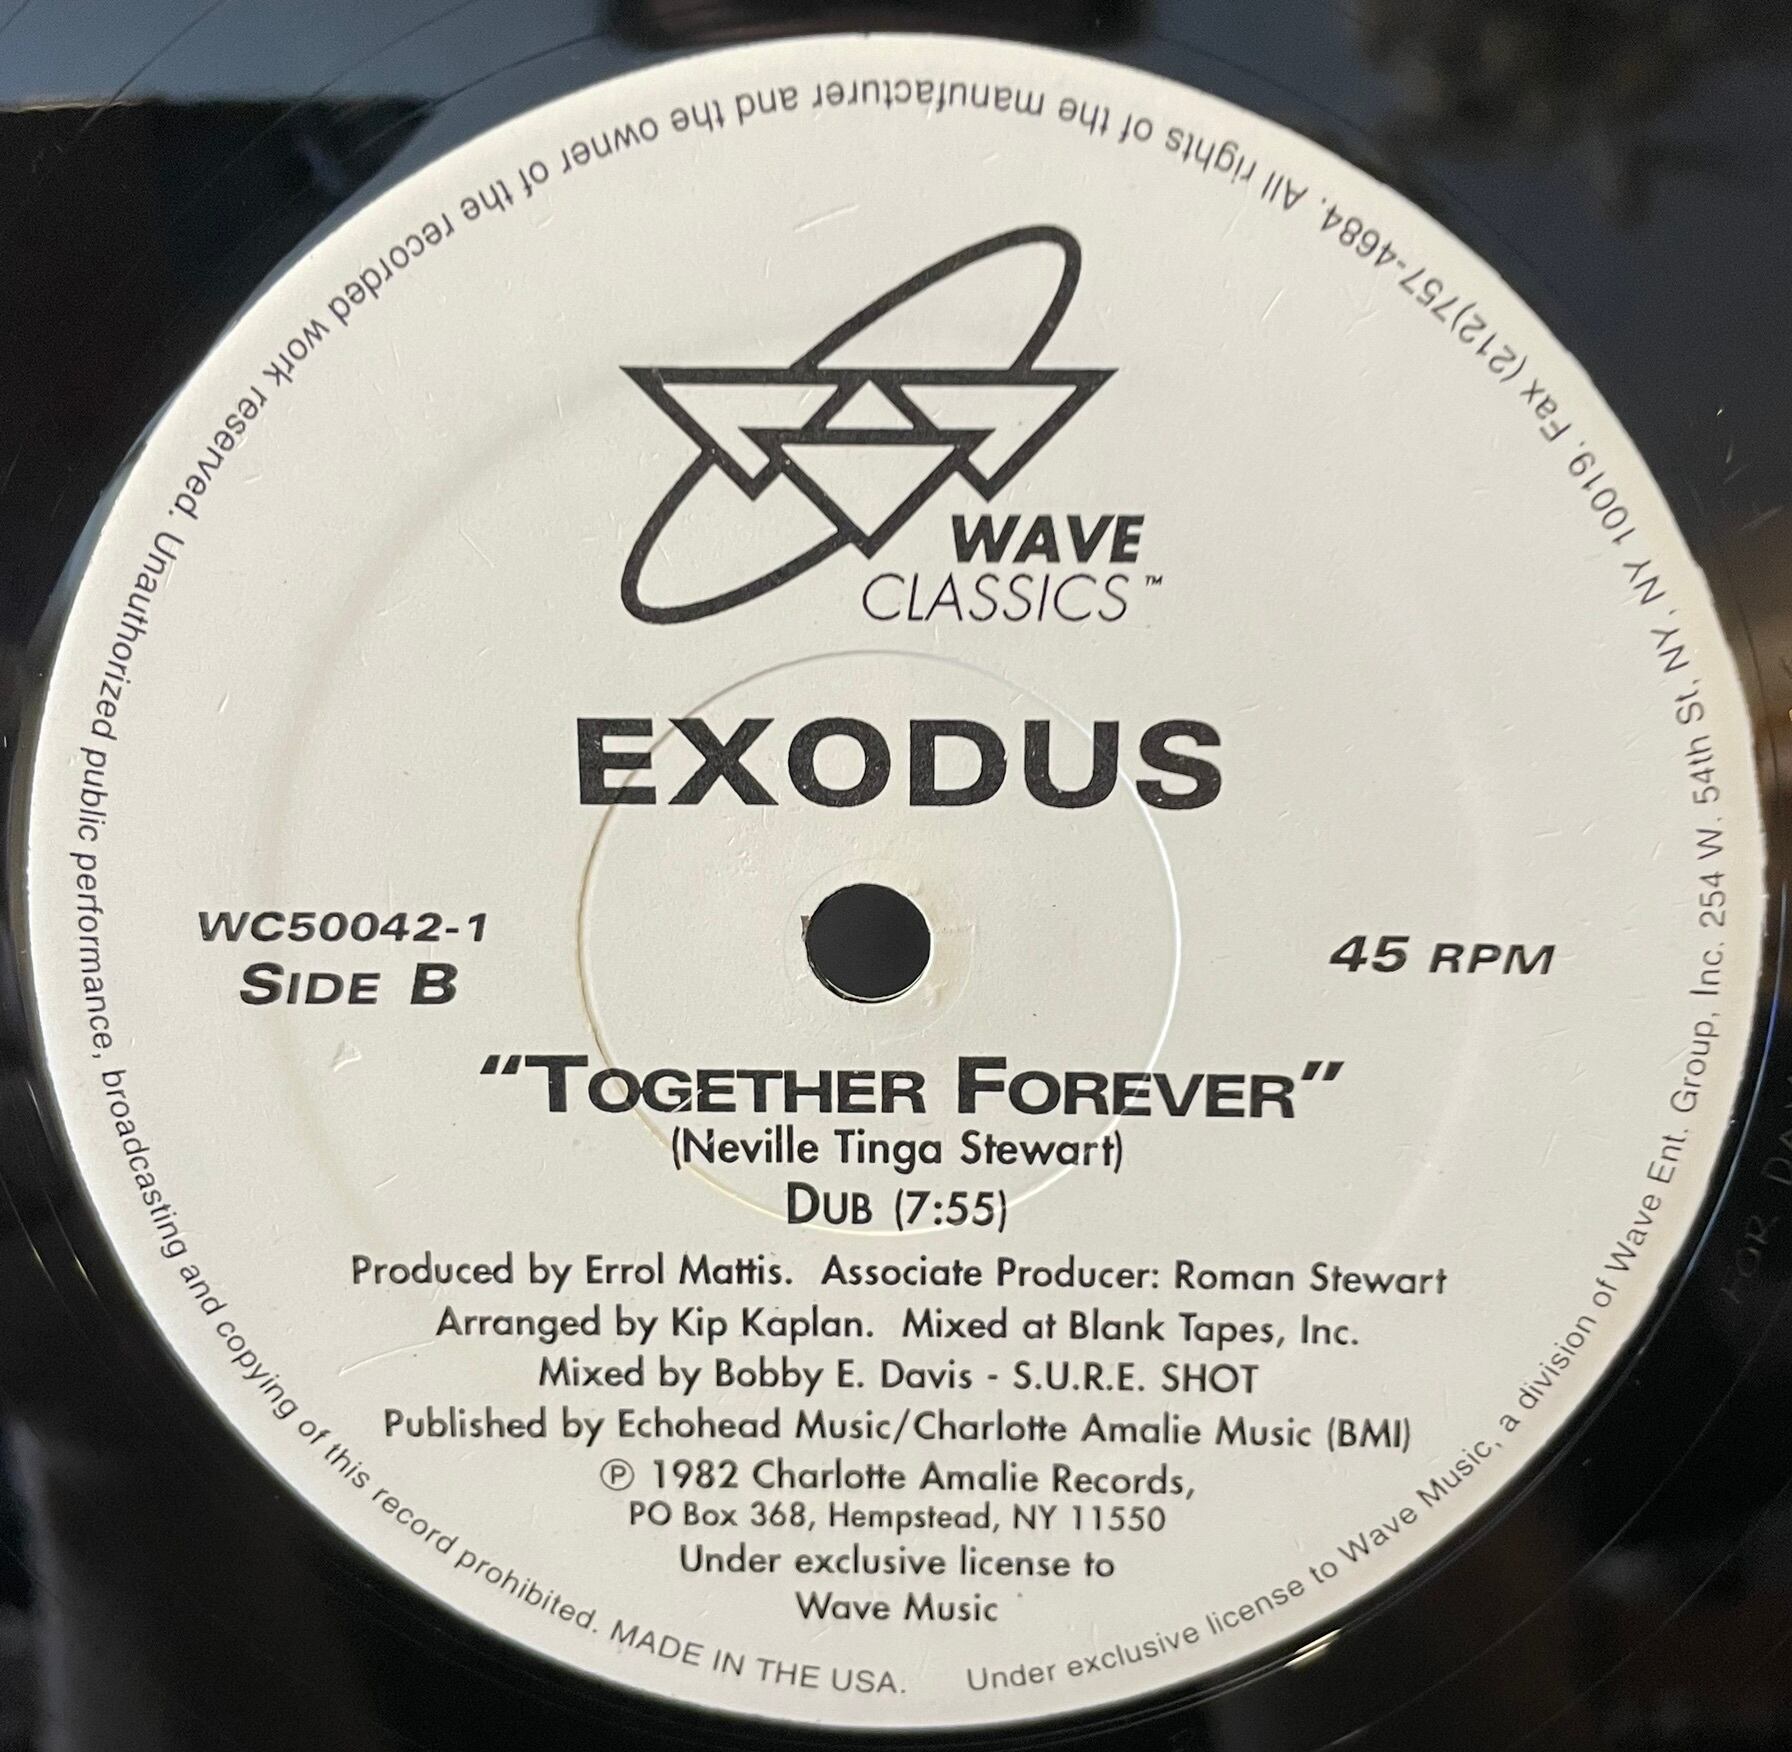 WAVE
CLASSICS™
EXODUS
WC50042-1
SIDE B
45 RPM
"TOGETHER FOREVER"
(Neville Tinga Stewart)
DUB (7:55)
Produced by Errol Mattis. Associate Producer: Roman Stewart
Arranged by Kip Kaplan. Mixed at Blank Tapes, Inc.
Mixed by Bobby E. Davis - S.U.R.E. SHOT
Published by Echohead Music/Charlotte Amalie Music (BMI)
℗ 1982 Charlotte Amalie Records,
PO Box 368, Hempstead, NY 11550
Under exclusive license to
Wave Music
Under exclusive license to Wave Music, a division of Wave Ent. Group, Inc. 254 W. 54th St., NY, NY 10019. Fax (212)757-4684. All rights of the manufacturer and the owner of the recorded work reserved. Unauthorized public performance, broadcasting and copying of this record prohibited. MADE IN THE USA.
FOR